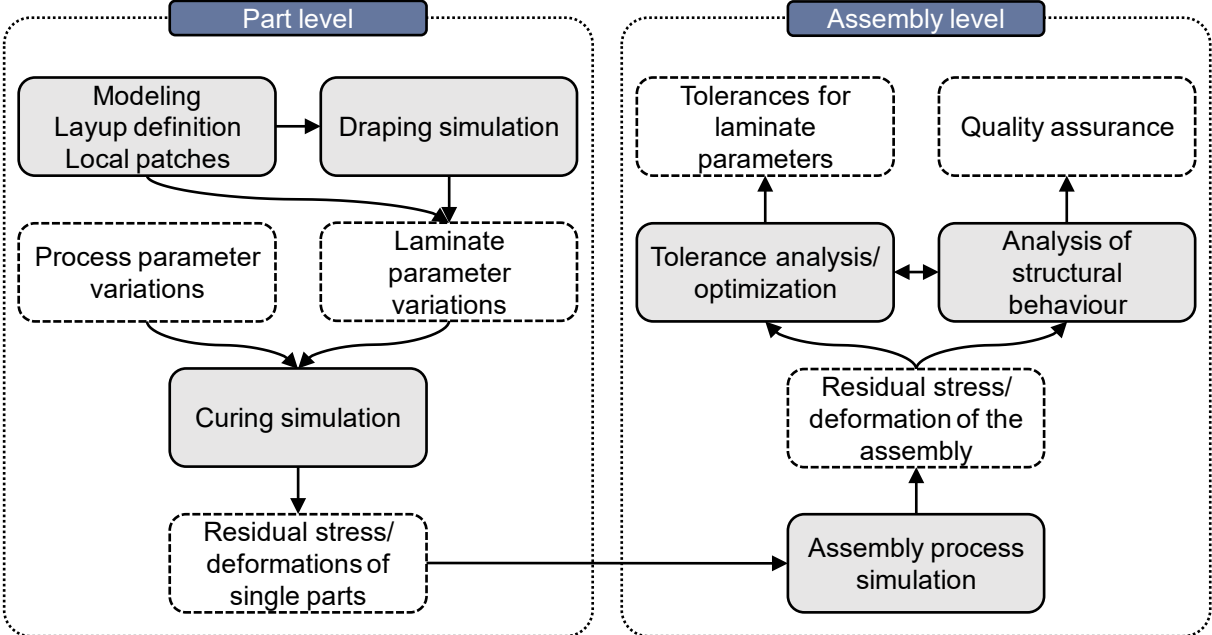 Part level
Modeling
Layup definition
Local patches
Draping simulation
Process parameter
variations
Laminate
parameter
variations
Curing simulation
Residual stress/
deformations of
single parts
Assembly level
Tolerances for
laminate
parameters
Quality assurance
Tolerance analysis/
optimization
Analysis of
structural
behaviour
Residual stress/
deformation of the
assembly
Assembly process
simulation